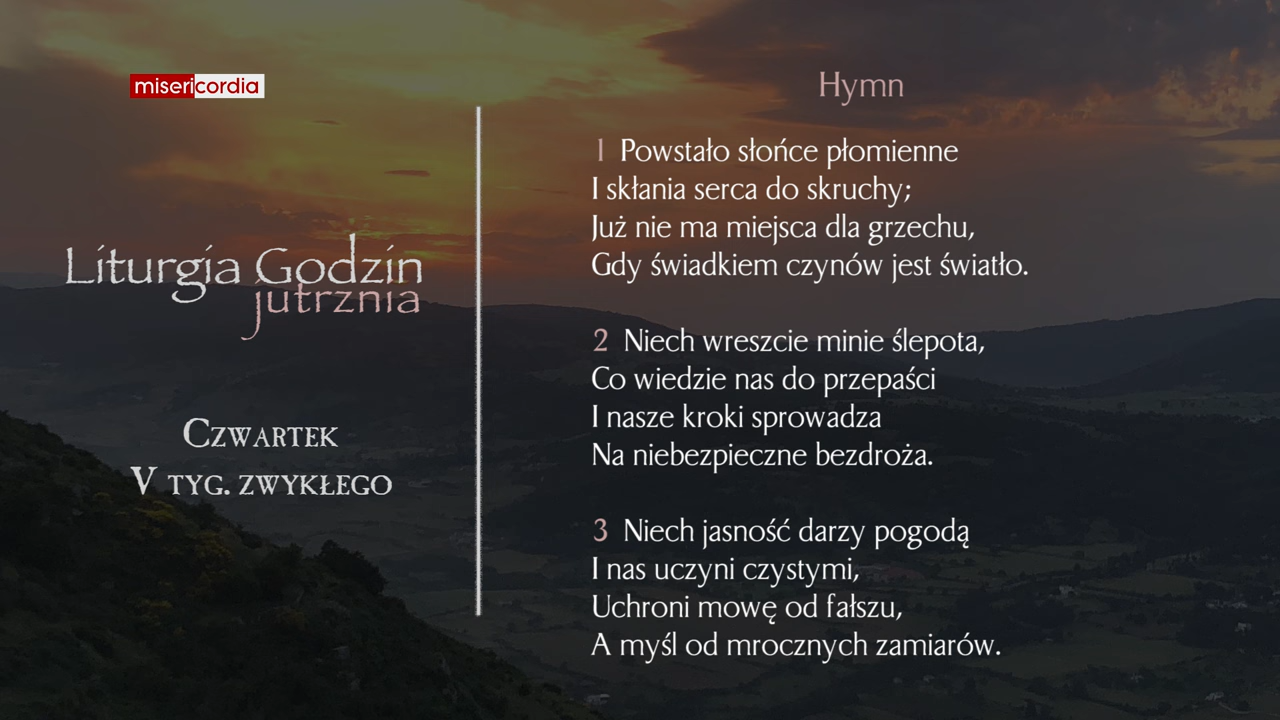 misericordia
Liturgia Godzin
jutrznia
Czwartek
V tyg. zwykłego
Hymn
1 Powstało słońce płomienne
I skłania serca do skruchy;
Już nie ma miejsca dla grzechu,
Gdy świadkiem czynów jest światło.
2 Niech wreszcie minie ślepota,
Co wiedzie nas do przepaści
I nasze kroki sprowadza
Na niebezpieczne bezdroża.
3 Niech jasność darzy pogodą
I nas uczyni czystymi,
Uchroni mowę od fałszu,
A myśl od mrocznych zamiarów.